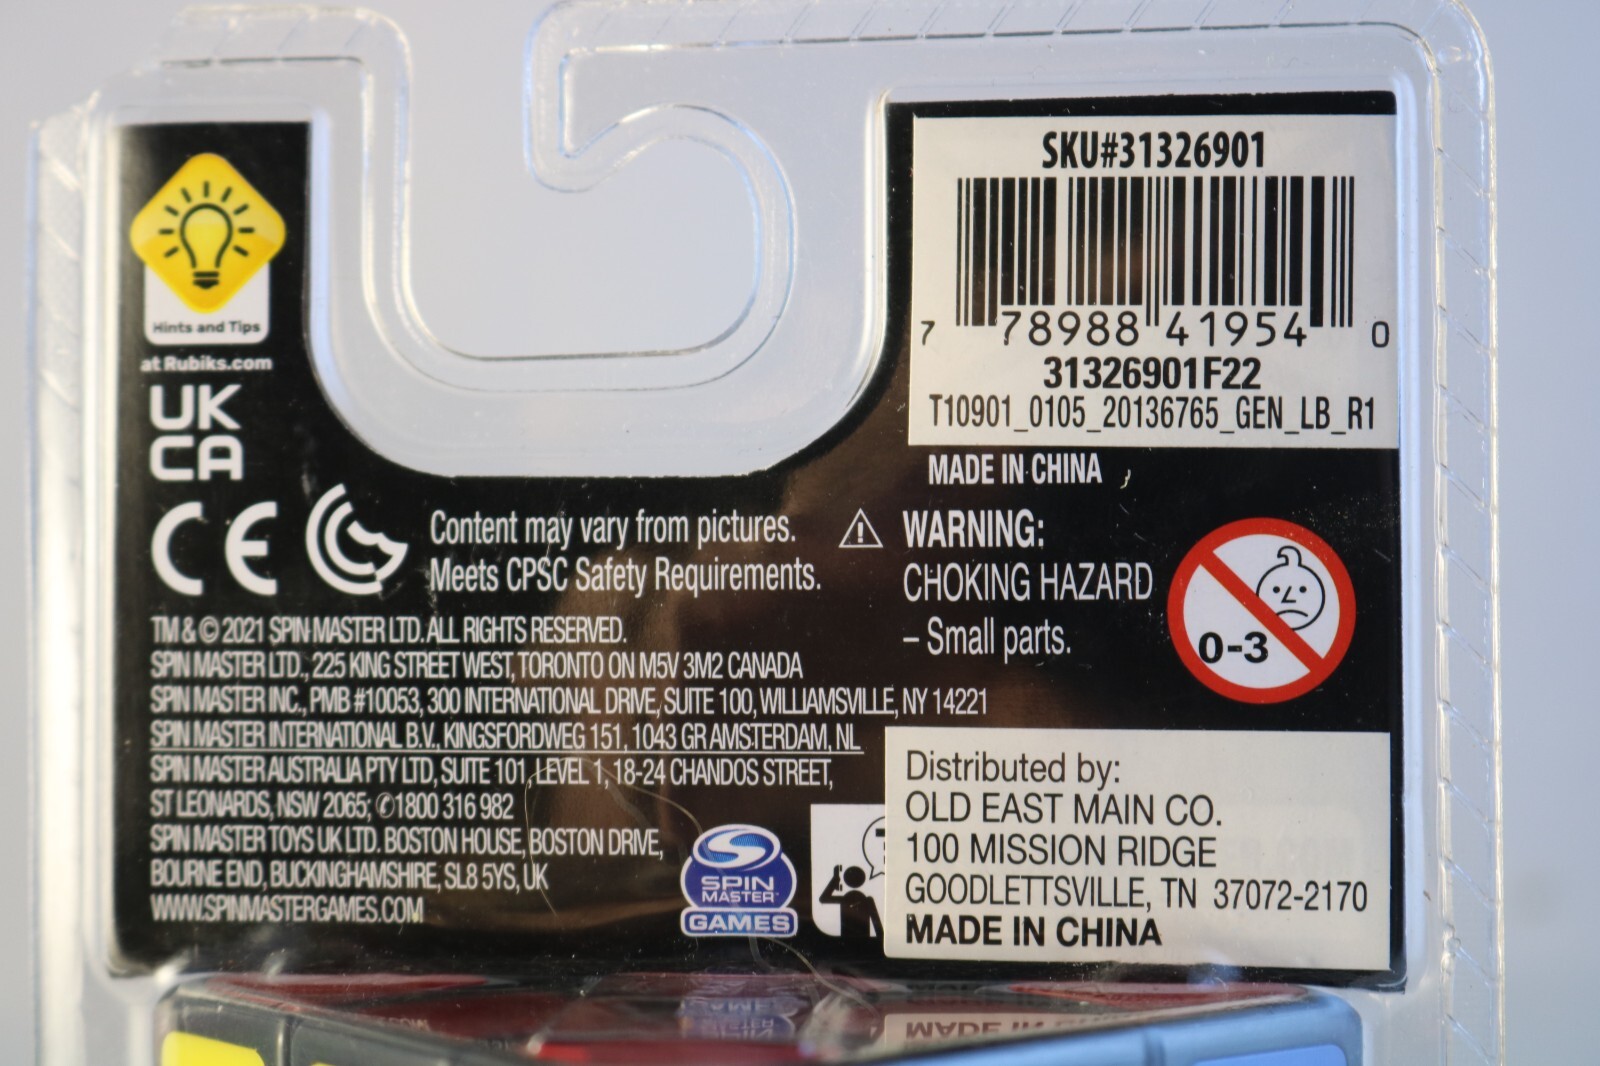 Hints and Tips
at Rubiks.com
UK
CA
CE
SKU#31326901
7 78988 41954 0
31326901F22
T10901_0105_20136765_GEN_LB_R1
MADE IN CHINA
Content may vary from pictures.
Meets CPSC Safety Requirements.
WARNING:
CHOKING HAZARD
– Small parts.
0-3
TM & © 2021 SPIN MASTER LTD. ALL RIGHTS RESERVED.
SPIN MASTER LTD., 225 KING STREET WEST, TORONTO ON M5V 3M2 CANADA
SPIN MASTER INC., PMB #10053, 300 INTERNATIONAL DRIVE, SUITE 100, WILLIAMSVILLE, NY 14221
SPIN MASTER INTERNATIONAL B.V., KINGSFORDWEG 151, 1043 GR AMSTERDAM, NL
SPIN MASTER AUSTRALIA PTY LTD, SUITE 101, LEVEL 1, 18-24 CHANDOS STREET,
ST LEONARDS, NSW 2065; ✆1800 316 982
SPIN MASTER TOYS UK LTD. BOSTON HOUSE, BOSTON DRIVE,
BOURNE END, BUCKINGHAMSHIRE, SL8 5YS, UK
WWW.SPINMASTERGAMES.COM
SPIN
MASTER
GAMES
Distributed by:
OLD EAST MAIN CO.
100 MISSION RIDGE
GOODLETTSVILLE, TN 37072-2170
MADE IN CHINA